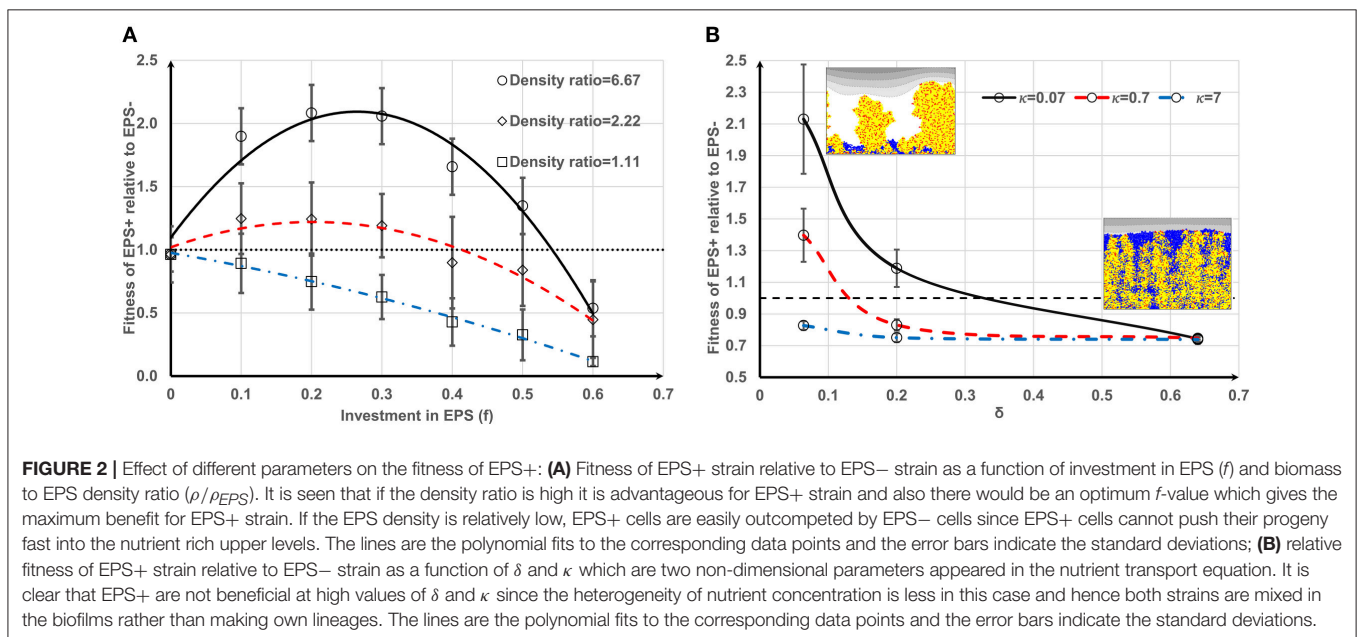 A
B
2.5
2.0
1.5
1.0
0.5
0.0
Fitness of EPS+ relative to EPS-
Density ratio=6.67
Density ratio=2.22
Density ratio=1.11
0 0.1 0.2 0.3 0.4 0.5 0.6 0.7
Investment in EPS (f)
2.5
2.3
2.1
1.9
1.7
1.5
1.3
1.1
0.9
0.7
0.5
Fitness of EPS+ relative to EPS-
κ=0.07 κ=0.7 κ=7
0 0.1 0.2 0.3 0.4 0.5 0.6 0.7
δ
FIGURE 2 | Effect of different parameters on the fitness of EPS+: (A) Fitness of EPS+ strain relative to EPS− strain as a function of investment in EPS (f) and biomass
to EPS density ratio (ρ/ρEPS). It is seen that if the density ratio is high it is advantageous for EPS+ strain and also there would be an optimum f-value which gives the
maximum benefit for EPS+ strain. If the EPS density is relatively low, EPS+ cells are easily outcompeted by EPS− cells since EPS+ cells cannot push their progeny
fast into the nutrient rich upper levels. The lines are the polynomial fits to the corresponding data points and the error bars indicate the standard deviations; (B) relative
fitness of EPS+ strain relative to EPS− strain as a function of δ and κ which are two non-dimensional parameters appeared in the nutrient transport equation. It is
clear that EPS+ are not beneficial at high values of δ and κ since the heterogeneity of nutrient concentration is less in this case and hence both strains are mixed in
the biofilms rather than making own lineages. The lines are the polynomial fits to the corresponding data points and the error bars indicate the standard deviations.